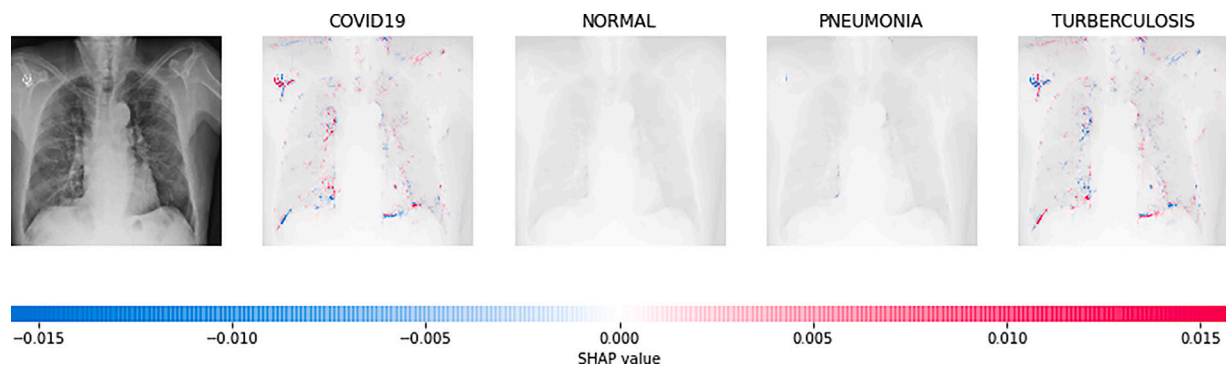 COVID19 NORMAL PNEUMONIA TURBERCULOSIS
−0.015 −0.010 −0.005 0.000 0.005 0.010 0.015
SHAP value